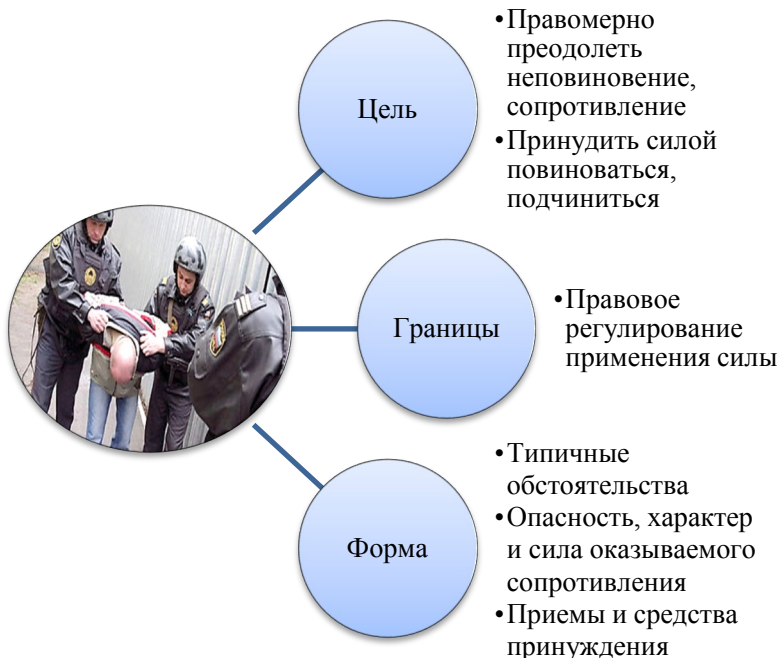 Цель
•Правомерно
преодолеть
неповиновение,
сопротивление
•Принудить силой
повиноваться,
подчиниться
Границы
•Правовое
регулирование
применения силы
Форма
•Типичные
обстоятельства
•Опасность, характер
и сила оказываемого
сопротивления
•Приемы и средства
принуждения